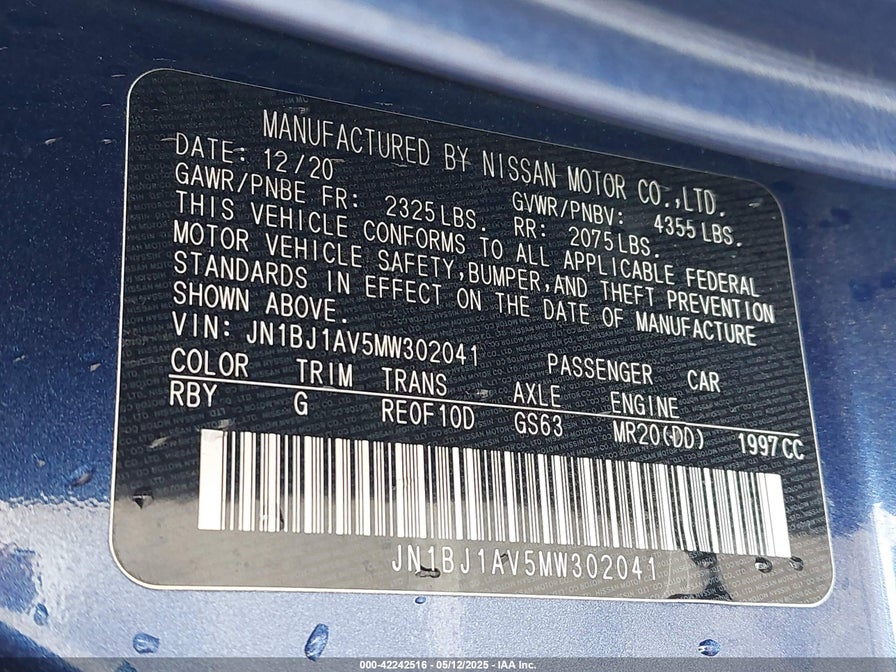 MANUFACTURED BY NISSAN MOTOR CO.,LTD.
DATE: 12/20 GVWR/PNBV: 4355 LBS.
GAWR/PNBE FR: 2325 LBS. RR: 2075 LBS.
THIS VEHICLE CONFORMS TO ALL APPLICABLE FEDERAL
MOTOR VEHICLE SAFETY,BUMPER,AND THEFT PREVENTION
STANDARDS IN EFFECT ON THE DATE OF MANUFACTURE
SHOWN ABOVE.
VIN: JN1BJ1AV5MW302041 PASSENGER CAR
COLOR TRIM TRANS AXLE ENGINE
RBY G RE0F10D GS63 MR20(DD) 1997CC
JN1BJ1AV5MW302041
000-42242516 - 05/12/2025 - IAA Inc.